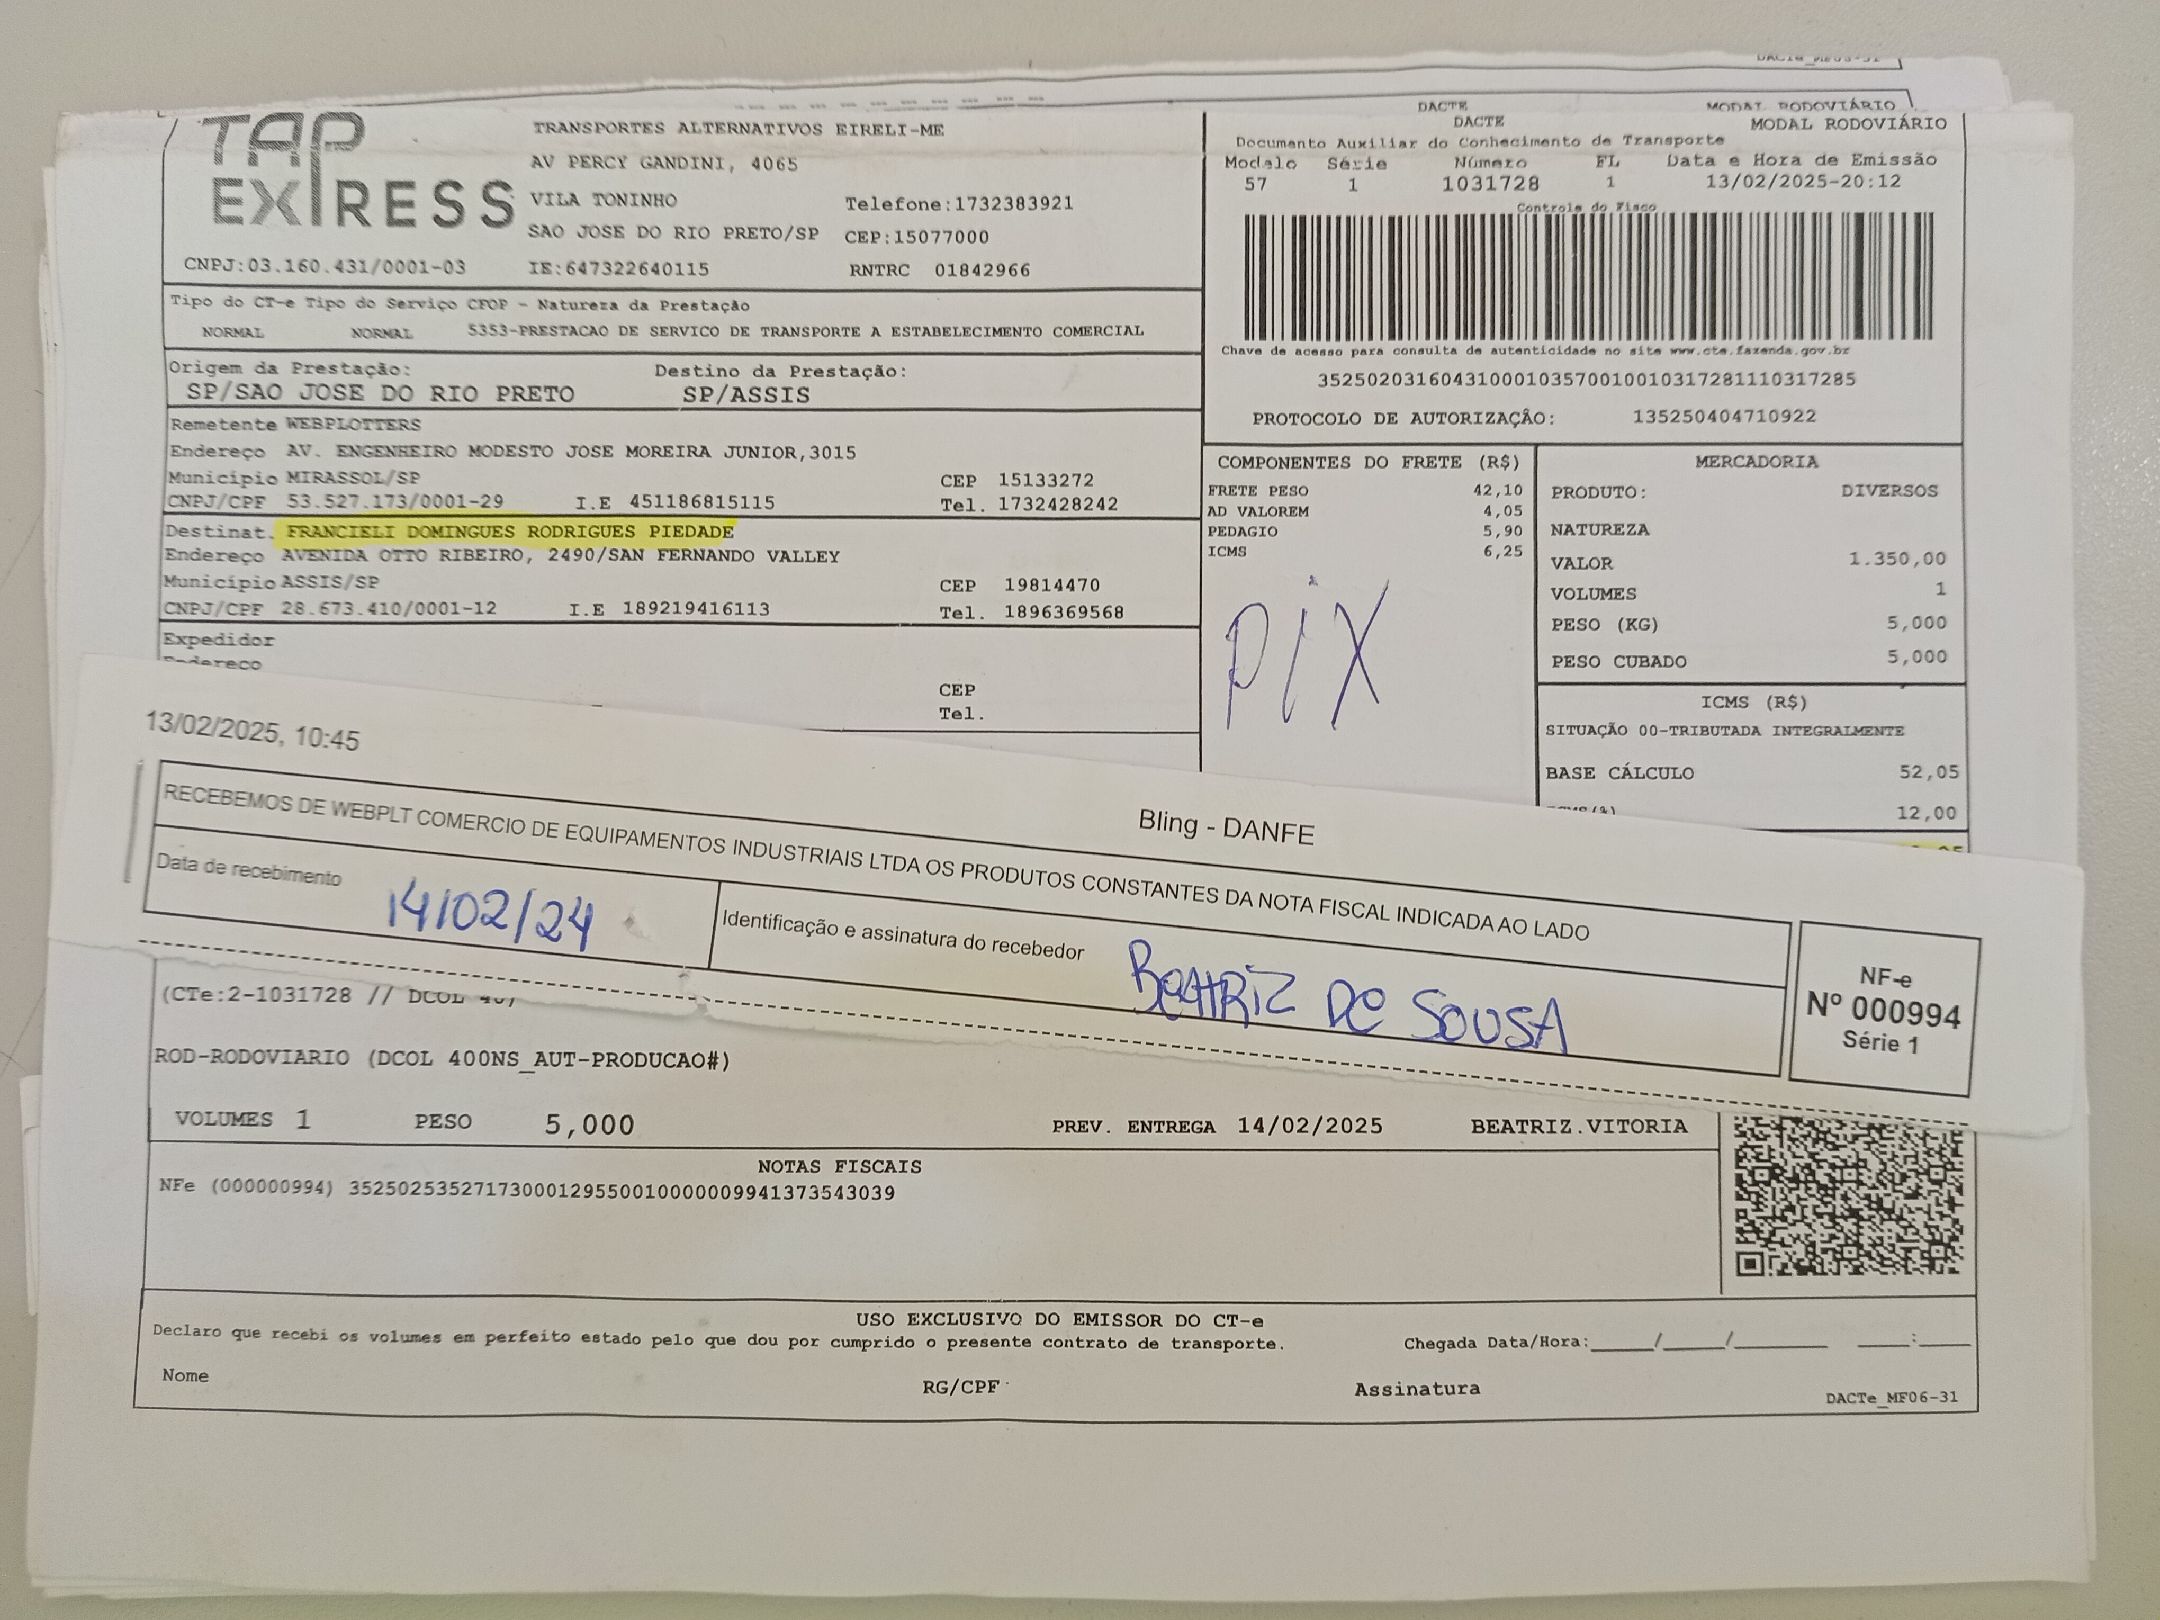 DACTE MODAL RODOVIÁRIO
TAP EXPRESS
TRANSPORTES ALTERNATIVOS EIRELI-ME
AV PERCY GANDINI, 4065
VILA TONINHO Telefone:1732383921
SAO JOSE DO RIO PRETO/SP CEP:15077000
CNPJ:03.160.431/0001-03 IE:647322640115 RNTRC 01842966
DACTE MODAL RODOVIÁRIO
Documento Auxiliar do Conhecimento de Transporte
Modelo Série Número FL Data e Hora de Emissão
57 1 1031728 1 13/02/2025-20:12
Controle do Fisco
Chave de acesso para consulta de autenticidade no site www.cte.fazenda.gov.br
35250203160431000103570010010317281110317285
PROTOCOLO DE AUTORIZAÇÂO: 135250404710922
Tipo do CT-e Tipo do Serviço CFOP - Natureza da Prestação
NORMAL NORMAL 5353-PRESTACAO DE SERVICO DE TRANSPORTE A ESTABELECIMENTO COMERCIAL
Origem da Prestação: Destino da Prestação:
SP/SAO JOSE DO RIO PRETO SP/ASSIS
Remetente WEBPLOTTERS
Endereço AV. ENGENHEIRO MODESTO JOSE MOREIRA JUNIOR,3015
Município MIRASSOL/SP CEP 15133272
CNPJ/CPF 53.527.173/0001-29 I.E 451186815115 Tel. 1732428242
Destinat. FRANCIELI DOMINGUES RODRIGUES PIEDADE
Endereço AVENIDA OTTO RIBEIRO, 2490/SAN FERNANDO VALLEY
Município ASSIS/SP CEP 19814470
CNPJ/CPF 28.673.410/0001-12 I.E 189219416113 Tel. 1896369568
Expedidor
Endereço
CEP
Tel.
COMPONENTES DO FRETE (R$)
FRETE PESO 42,10
AD VALOREM 4,05
PEDAGIO 5,90
ICMS 6,25
PIX
MERCADORIA
PRODUTO: DIVERSOS
NATUREZA
VALOR 1.350,00
VOLUMES 1
PESO (KG) 5,000
PESO CUBADO 5,000
ICMS (R$)
SITUAÇÃO 00-TRIBUTADA INTEGRALMENTE
BASE CÁLCULO 52,05
12,00
13/02/2025, 10:45
Bling - DANFE
RECEBEMOS DE WEBPLT COMERCIO DE EQUIPAMENTOS INDUSTRIAIS LTDA OS PRODUTOS CONSTANTES DA NOTA FISCAL INDICADA AO LADO
Data de recebimento
14/02/24
Identificação e assinatura do recebedor
BEATRIZ DE SOUSA
NF-e
Nº 000994
Série 1
(CTe:2-1031728 // DCOL
ROD-RODOVIARIO (DCOL 400NS_AUT-PRODUCAO#)
VOLUMES 1 PESO 5,000 PREV. ENTREGA 14/02/2025 BEATRIZ.VITORIA
NOTAS FISCAIS
NFe (000000994) 35250253527173000129550010000009941373543039
USO EXCLUSIVO DO EMISSOR DO CT-e
Declaro que recebi os volumes em perfeito estado pelo que dou por cumprido o presente contrato de transporte. Chegada Data/Hora:_____/_____/________ ____:____
Nome RG/CPF Assinatura
DACTe_MF06-31